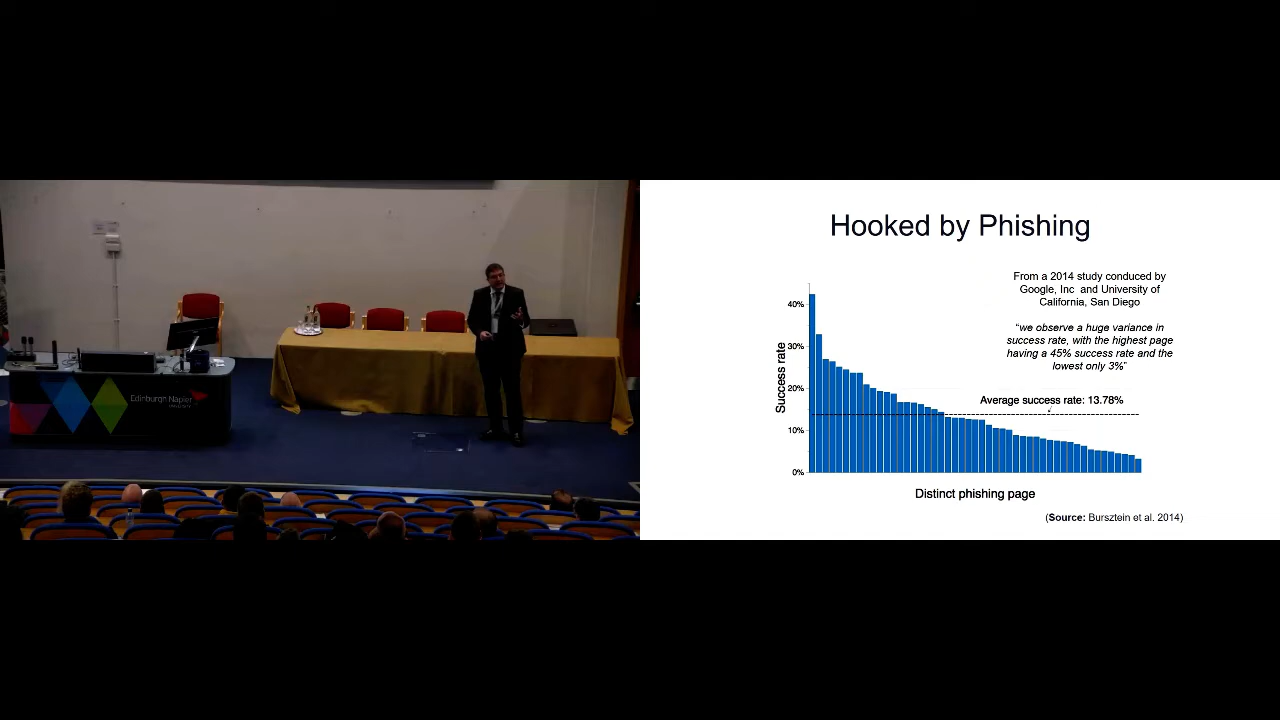 Edinburgh Napier
UNIVERSITY
Hooked by Phishing
From a 2014 study conduced by
Google, Inc and University of
California, San Diego
“we observe a huge variance in
success rate, with the highest page
having a 45% success rate and the
lowest only 3%”
Average success rate: 13.78%
Success rate
40%
30%
20%
10%
0%
Distinct phishing page
(Source: Bursztein et al. 2014)